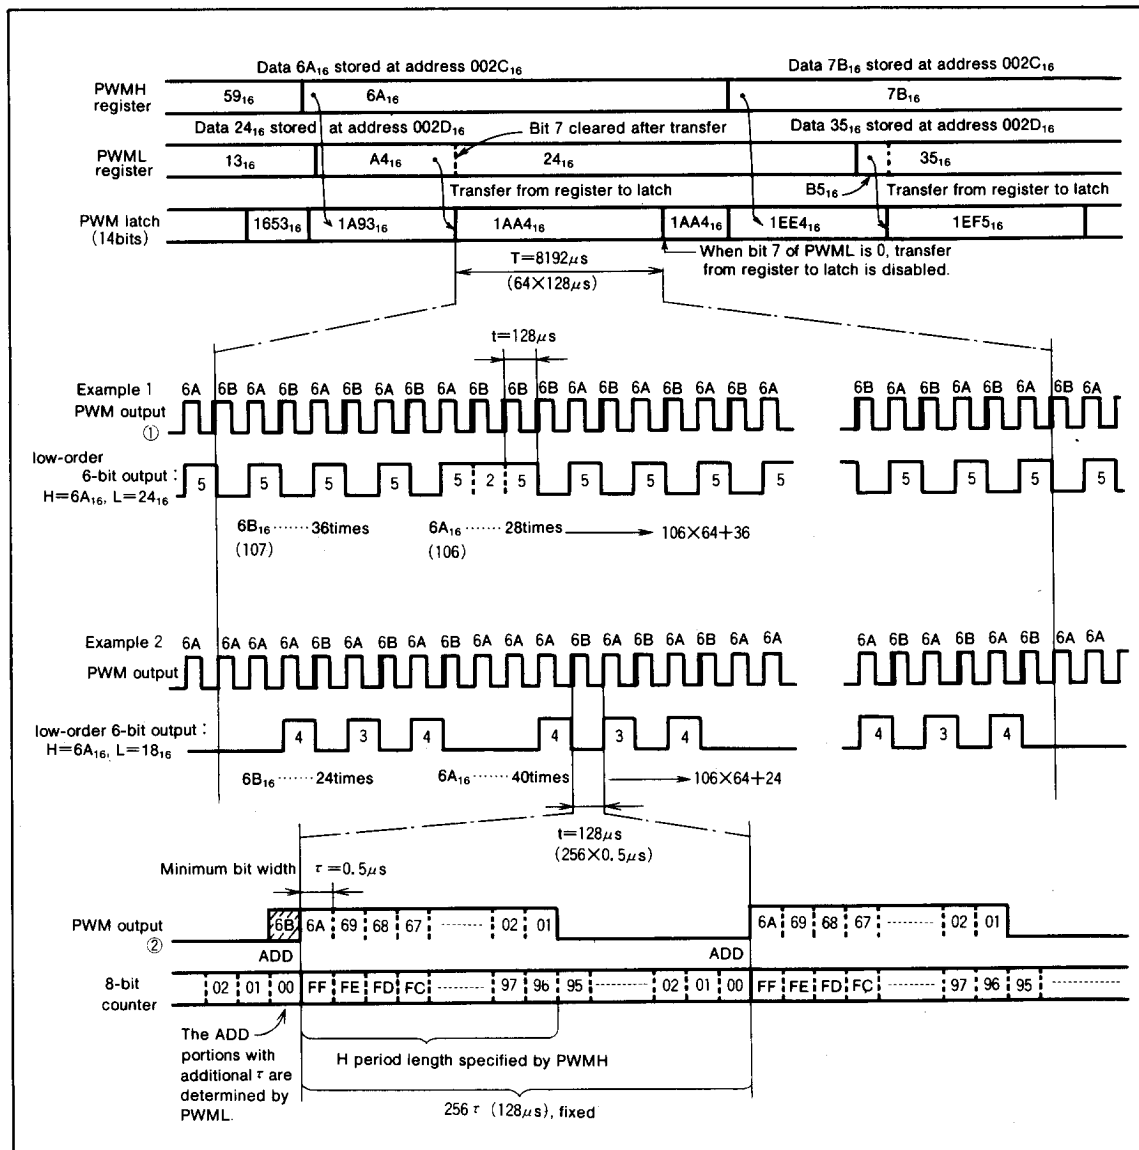 Data 6A₁₆ stored at address 002C₁₆ Data 7B₁₆ stored at address 002C₁₆
PWMH register 59₁₆ 6A₁₆ 7B₁₆
Data 24₁₆ stored at address 002D₁₆ Bit 7 cleared after transfer Data 35₁₆ stored at address 002D₁₆
PWML register 13₁₆ A4₁₆ 24₁₆ 35₁₆
Transfer from register to latch B5₁₆ Transfer from register to latch
PWM latch (14bits) 1653₁₆ 1A93₁₆ 1AA4₁₆ 1AA4₁₆ 1EE4₁₆ 1EF5₁₆
T=8192μs
(64×128μs)
When bit 7 of PWML is 0, transfer
from register to latch is disabled.
t=128μs
Example 1 6A 6B 6A 6B 6A 6B 6A 6B 6A 6B 6B 6B 6A 6B 6A 6B 6A 6B 6A 6B 6A 6B 6A 6B 6A 6B 6A
PWM output
①
low-order
6-bit output :
H=6A₁₆, L=24₁₆
5 5 5 5 5 2 5 5 5 5 5 5 5 5 5
6B₁₆ ······ 36times 6A₁₆ ······ 28times 106×64+36
(107) (106)
Example 2 6A 6A 6A 6A 6B 6A 6B 6A 6B 6A 6A 6A 6B 6A 6B 6A 6B 6A 6A 6A 6B 6A 6B 6A 6B 6A 6A
PWM output
low-order 6-bit output :
H=6A₁₆, L=18₁₆
4 3 4 4 3 4 4 3 4
6B₁₆ ······ 24times 6A₁₆ ······ 40times 106×64+24
t=128μs
(256×0.5μs)
Minimum bit width τ=0.5μs
PWM output
②
6B 6A 69 68 67 -------- 02 01 6A 69 68 67 -------- 02 01
ADD ADD
8-bit
counter
02 01 00 FF FE FD FC -------- 97 96 95 -------- 02 01 00 FF FE FD FC -------- 97 96 95 --------
The ADD
portions with
additional τ are
determined by
PWML.
H period length specified by PWMH
256 τ (128μs), fixed